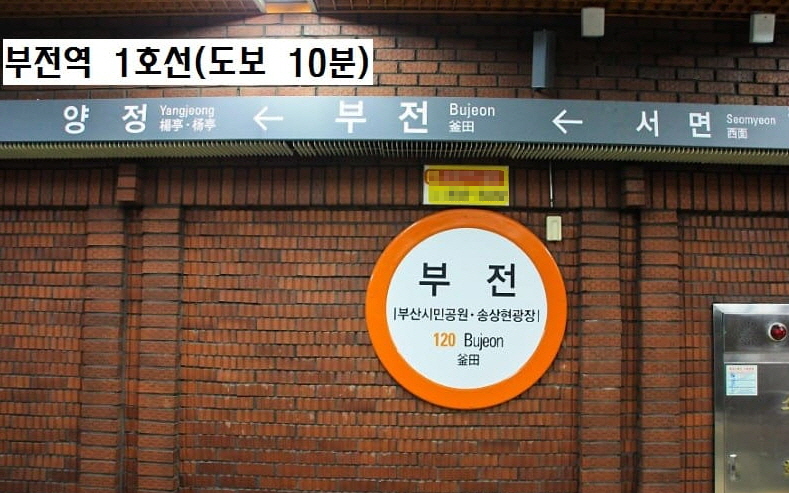 부전역 1호선(도보 10분)
양정 Yangjeong 楊亭·杨亭 ← 부전 Bujeon 釜田 ← 서면 Seomyeon 西面
부전
|부산시민공원·송상현광장|
120 Bujeon
釜田